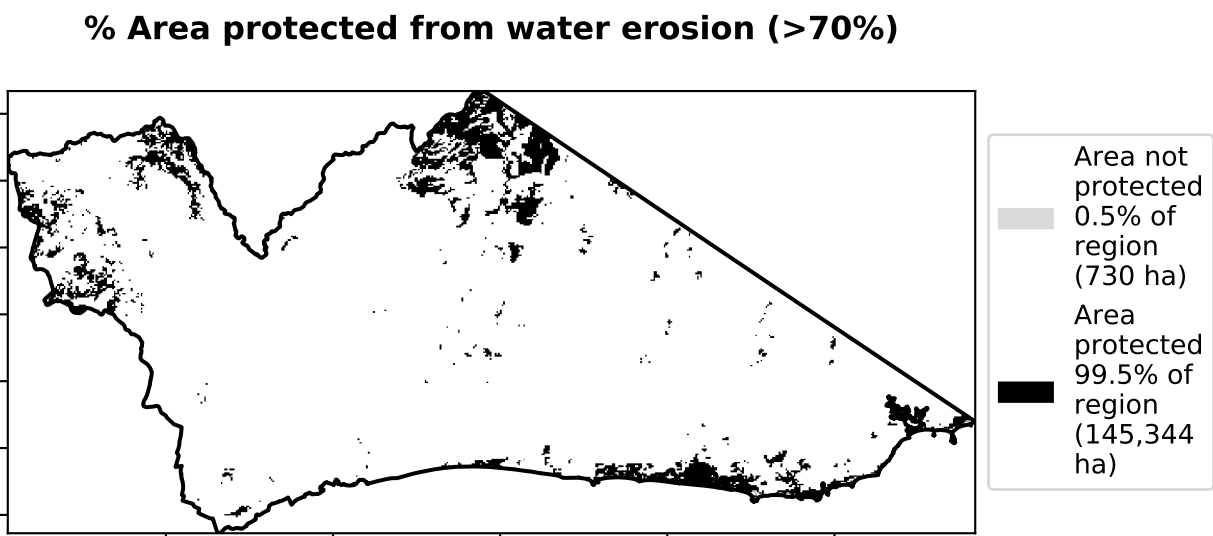 % Area protected from water erosion (>70%)
Area not
protected
0.5% of
region
(730 ha)
Area
protected
99.5% of
region
(145,344
ha)